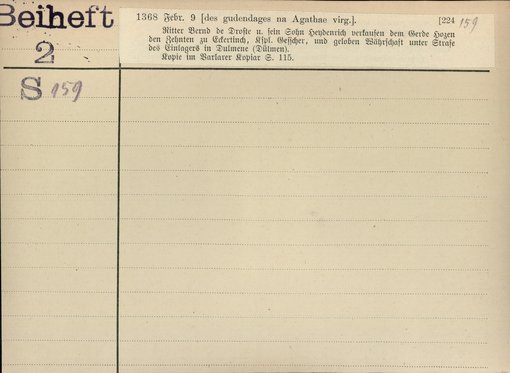 Beiheft
2
S 159
1368 Febr. 9 [des gudendages na Agathae virg.]. [224 159
Ritter Bernd de Droste u. sein Sohn Heydenrich verkaufen dem Gerde Hozen
den Zehnten zu Eckertinch, Kspl. Gescher, und geloben Währschaft unter Strafe
des Einlagers in Dulmene (Dülmen).
Kopie im Varlarer Kopiar S. 115.